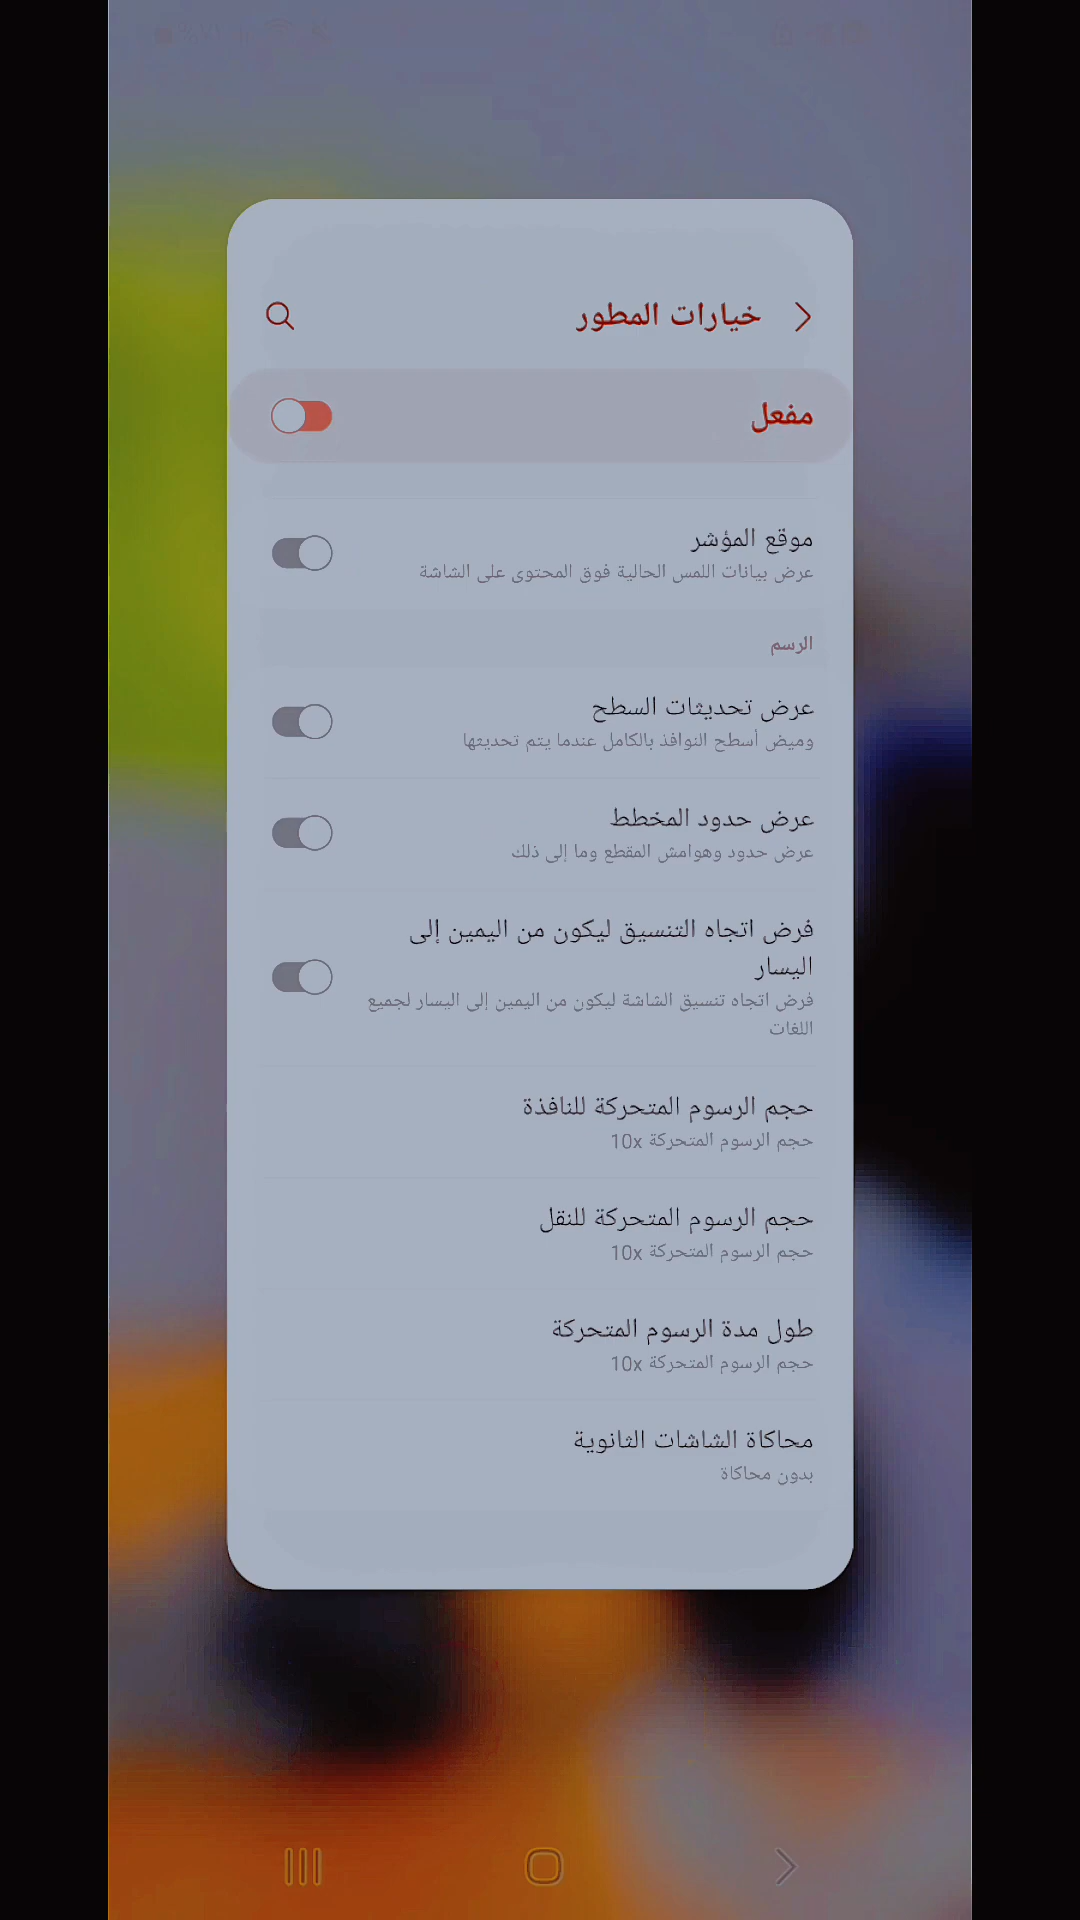 خيارات المطور
مفعل
موقع المؤشر
عرض بيانات اللمس الحالية فوق المحتوى على الشاشة
الرسم
عرض تحديثات السطح
وميض أسطح النوافذ بالكامل عندما يتم تحديثها
عرض حدود المخطط
عرض حدود وهوامش المقطع وما إلى ذلك
فرض اتجاه التنسيق ليكون من اليمين إلى
اليسار
فرض اتجاه تنسيق الشاشة ليكون من اليمين إلى اليسار لجميع
اللغات
حجم الرسوم المتحركة للنافذة
حجم الرسوم المتحركة 10x
حجم الرسوم المتحركة للنقل
حجم الرسوم المتحركة 10x
طول مدة الرسوم المتحركة
حجم الرسوم المتحركة 10x
محاكاة الشاشات الثانوية
بدون محاكاة